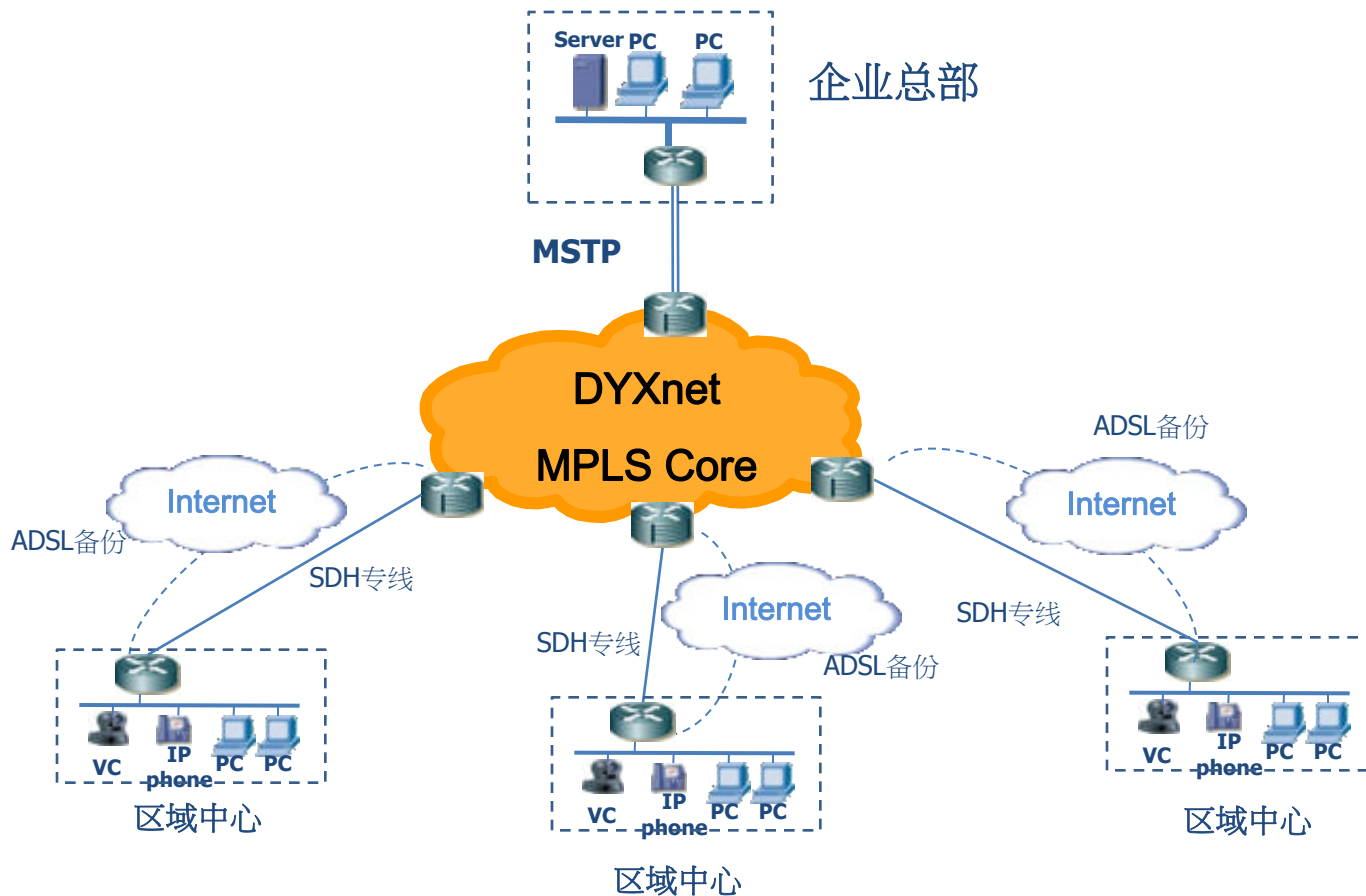 Server PC PC
企业总部
MSTP
DYXnet
MPLS Core
ADSL备份
Internet
SDH专线
VC
IP
phone
PC
PC
区域中心
SDH专线
Internet
ADSL备份
VC
IP
phone
PC
PC
区域中心
ADSL备份
Internet
SDH专线
VC
IP
phone
PC
PC
区域中心